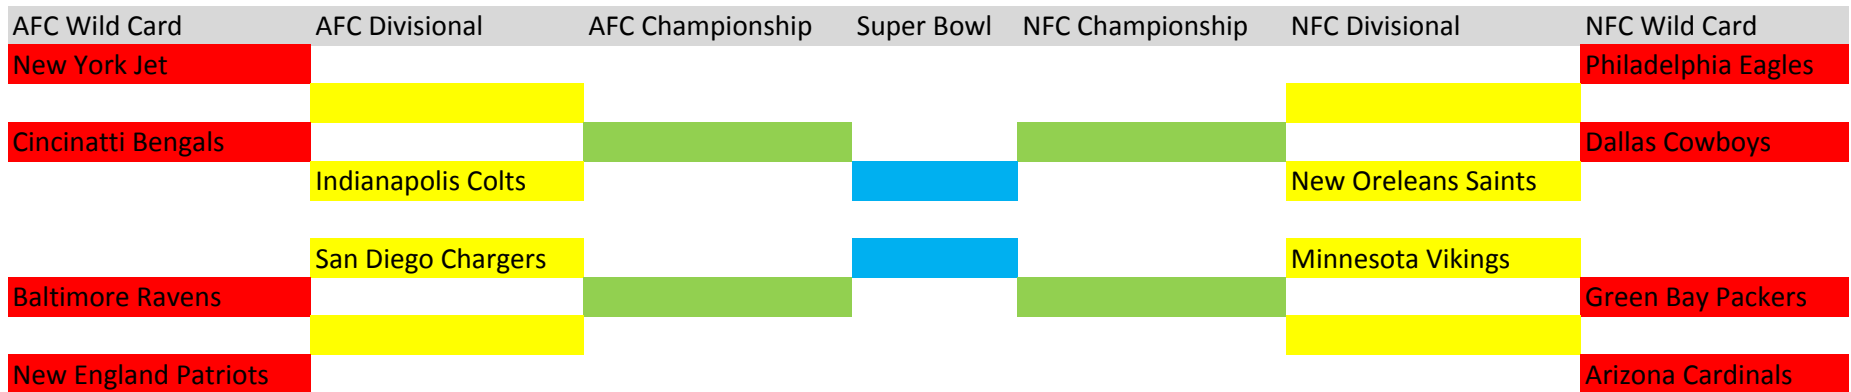 AFC Wild Card AFC Divisional AFC Championship Super Bowl NFC Championship NFC Divisional NFC Wild Card
New York Jet Philadelphia Eagles
Cincinatti Bengals Dallas Cowboys
Indianapolis Colts New Oreleans Saints
San Diego Chargers Minnesota Vikings
Baltimore Ravens Green Bay Packers
New England Patriots Arizona Cardinals